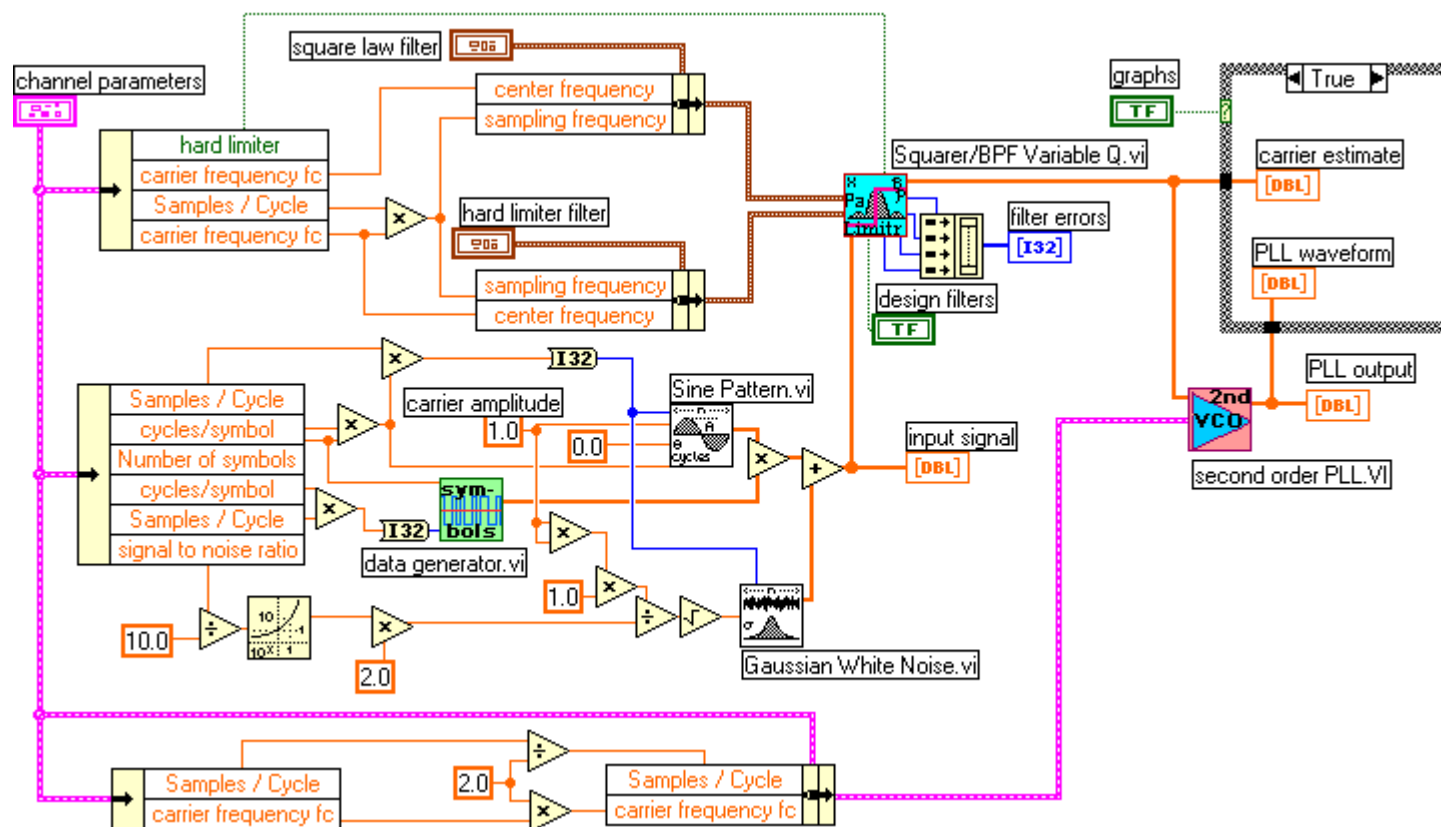 square law filter
channel parameters
hard limiter
carrier frequency fc
Samples / Cycle
carrier frequency fc
center frequency
sampling frequency
hard limiter filter
sampling frequency
center frequency
Squarer/BPF Variable Q.vi
X
B
Pa
P
Limitr
filter errors
[I32]
design filters
TF
graphs
TF
True
?
carrier estimate
[DBL]
PLL waveform
[DBL]
PLL output
[DBL]
2nd
VCO
second order PLL.VI
Samples / Cycle
cycles/symbol
Number of symbols
cycles/symbol
Samples / Cycle
signal to noise ratio
×
×
×
×
I32
carrier amplitude
1.0
0.0
Sine Pattern.vi
n
A
θ
cycles
×
+
input signal
[DBL]
I32
sym-
bols
data generator.vi
×
×
1.0
÷
√
n
σ
Gaussian White Noise.vi
10.0
÷
10
1
10ˣ
1
×
2.0
Samples / Cycle
carrier frequency fc
2.0
÷
×
Samples / Cycle
carrier frequency fc